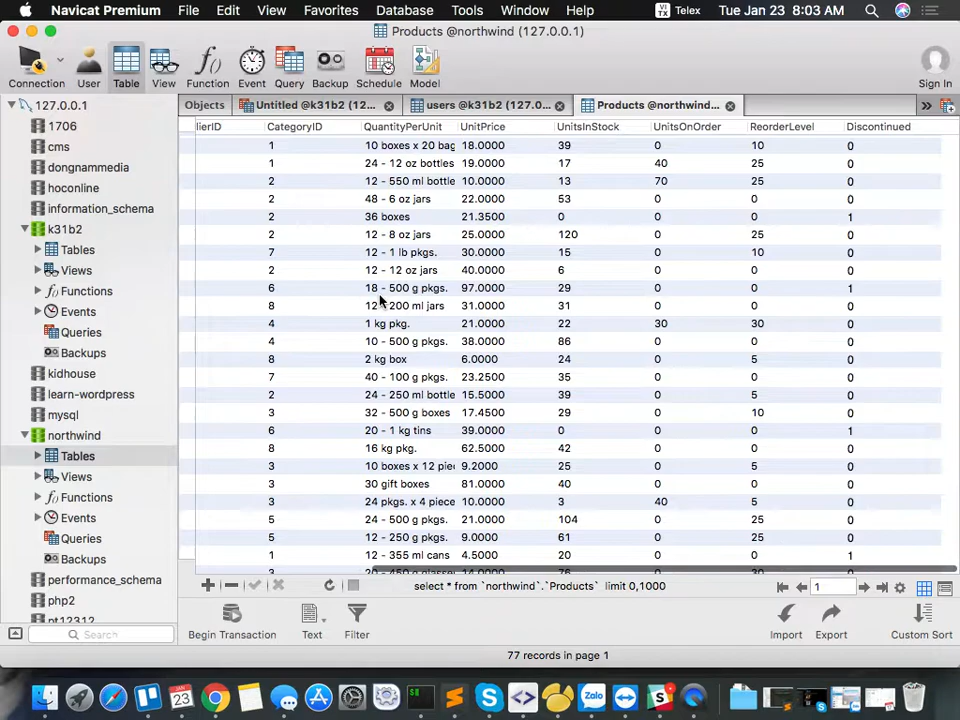 Navicat Premium File Edit View Favorites Database Tools Window Help VI TX Telex Tue Jan 23 8:03 AM
Products @northwind (127.0.0.1)
Connection User Table View Function Event Query Backup Schedule Model Sign In
127.0.0.1
1706
cms
dongnammedia
hoconline
information_schema
k31b2
Tables
Views
Functions
Events
Queries
Backups
kidhouse
learn-wordpress
mysql
northwind
Tables
Views
Functions
Events
Queries
Backups
performance_schema
php2
pt12312
Search
Objects Untitled @k31b2 (12... users @k31b2 (127.0... Products @northwind... »
lierID CategoryID QuantityPerUnit UnitPrice UnitsInStock UnitsOnOrder ReorderLevel Discontinued
1 10 boxes x 20 bag 18.0000 39 0 10 0
1 24 - 12 oz bottles 19.0000 17 40 25 0
2 12 - 550 ml bottle 10.0000 13 70 25 0
2 48 - 6 oz jars 22.0000 53 0 0 0
2 36 boxes 21.3500 0 0 0 1
2 12 - 8 oz jars 25.0000 120 0 25 0
7 12 - 1 lb pkgs. 30.0000 15 0 10 0
2 12 - 12 oz jars 40.0000 6 0 0 0
6 18 - 500 g pkgs. 97.0000 29 0 0 1
8 12 - 200 ml jars 31.0000 31 0 0 0
4 1 kg pkg. 21.0000 22 30 30 0
4 10 - 500 g pkgs. 38.0000 86 0 0 0
8 2 kg box 6.0000 24 0 5 0
7 40 - 100 g pkgs. 23.2500 35 0 0 0
2 24 - 250 ml bottle 15.5000 39 0 5 0
3 32 - 500 g boxes 17.4500 29 0 10 0
6 20 - 1 kg tins 39.0000 0 0 0 1
8 16 kg pkg. 62.5000 42 0 0 0
3 10 boxes x 12 pie 9.2000 25 0 5 0
3 30 gift boxes 81.0000 40 0 0 0
3 24 pkgs. x 4 piece 10.0000 3 40 5 0
5 24 - 500 g pkgs. 21.0000 104 0 25 0
5 12 - 250 g pkgs. 9.0000 61 0 25 0
1 12 - 355 ml cans 4.5000 20 0 0 1
select * from `northwind`.`Products` limit 0,1000 1
Begin Transaction Text Filter Import Export Custom Sort
77 records in page 1
JAN 23 Zalo